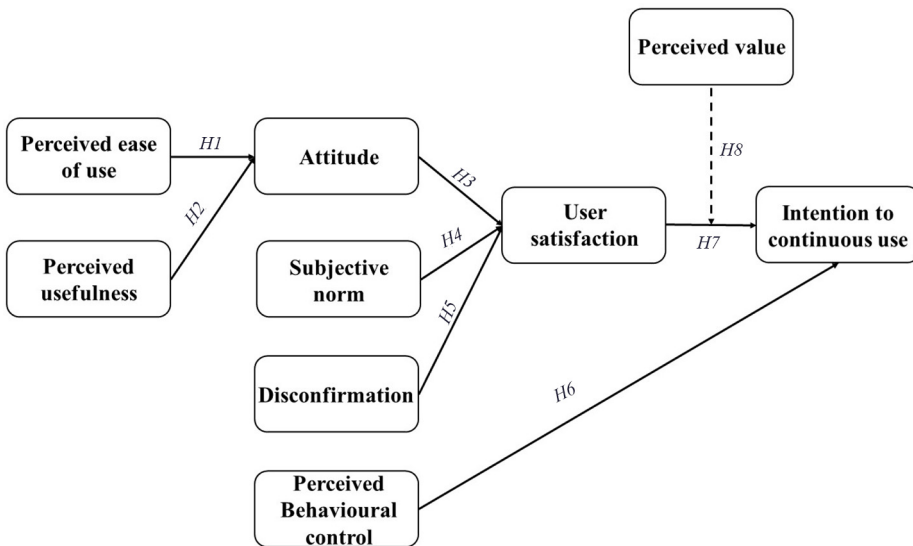 Perceived value
Perceived ease
of use
H1
Attitude
H8
H3
H2
User
satisfaction
H7
Intention to
continuous use
H4
Perceived
usefulness
Subjective
norm
H5
Disconfirmation
H6
Perceived
Behavioural
control